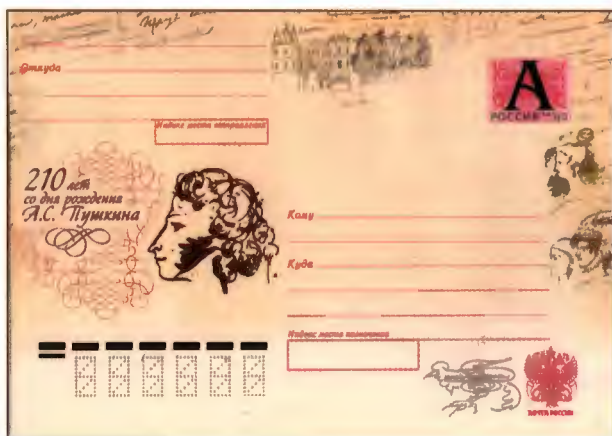 Откуда
Индекс места отправления
А
РОССИЯ
210 лет
со дня рождения
А.С. Пушкина
Кому
Куда
Индекс места назначения
ПОЧТА РОССИИ